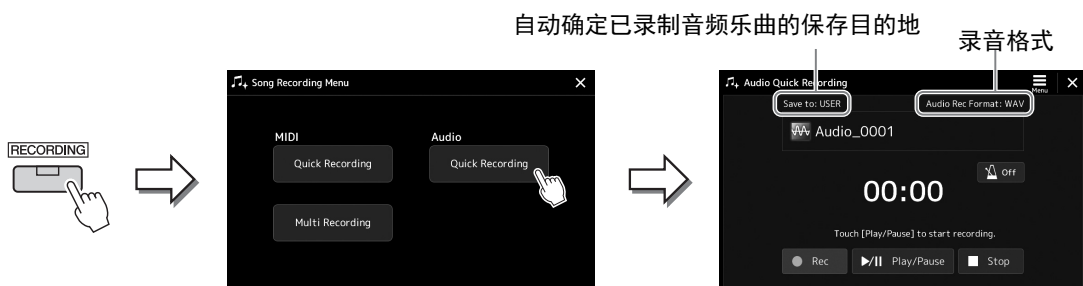 自动确定已录制音频乐曲的保存目的地
录音格式
RECORDING
Song Recording Menu
MIDI
Audio
Quick Recording
Quick Recording
Multi Recording
Audio Quick Recording
Menu
Save to: USER
Audio Rec Format: WAV
Audio_0001
Off
00:00
Touch [Play/Pause] to start recording.
Rec
Play/Pause
Stop